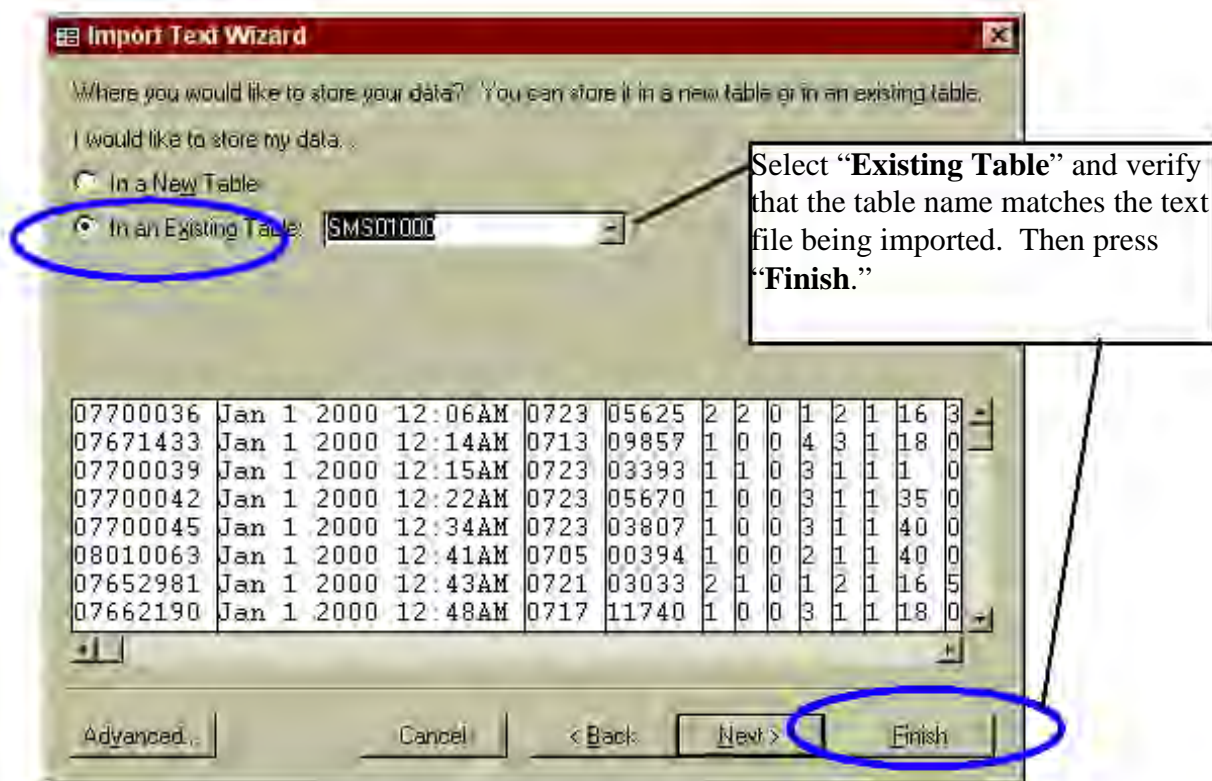 Import Text Wizard
Where you would like to store your data? You can store it in a new table or in an existing table.
I would like to store my data...
In a New Table
In an Existing Table: SMS01000
Select “Existing Table” and verify
that the table name matches the text
file being imported. Then press
“Finish.”
07700036 Jan 1 2000 12:06AM 0723 05625 2 2 0 1 2 1 16 3
07671433 Jan 1 2000 12:14AM 0713 09857 1 0 0 4 3 1 18 0
07700039 Jan 1 2000 12:15AM 0723 03393 1 1 0 3 1 1 1 0
07700042 Jan 1 2000 12:22AM 0723 05670 1 0 0 3 1 1 35 0
07700045 Jan 1 2000 12:34AM 0723 03807 1 0 0 3 1 1 40 0
08010063 Jan 1 2000 12:41AM 0705 00394 1 0 0 2 1 1 40 0
07652981 Jan 1 2000 12:43AM 0721 03033 2 1 0 1 2 1 16 5
07662190 Jan 1 2000 12:48AM 0717 11740 1 0 0 3 1 1 18 0
Advanced... Cancel < Back Next > Finish